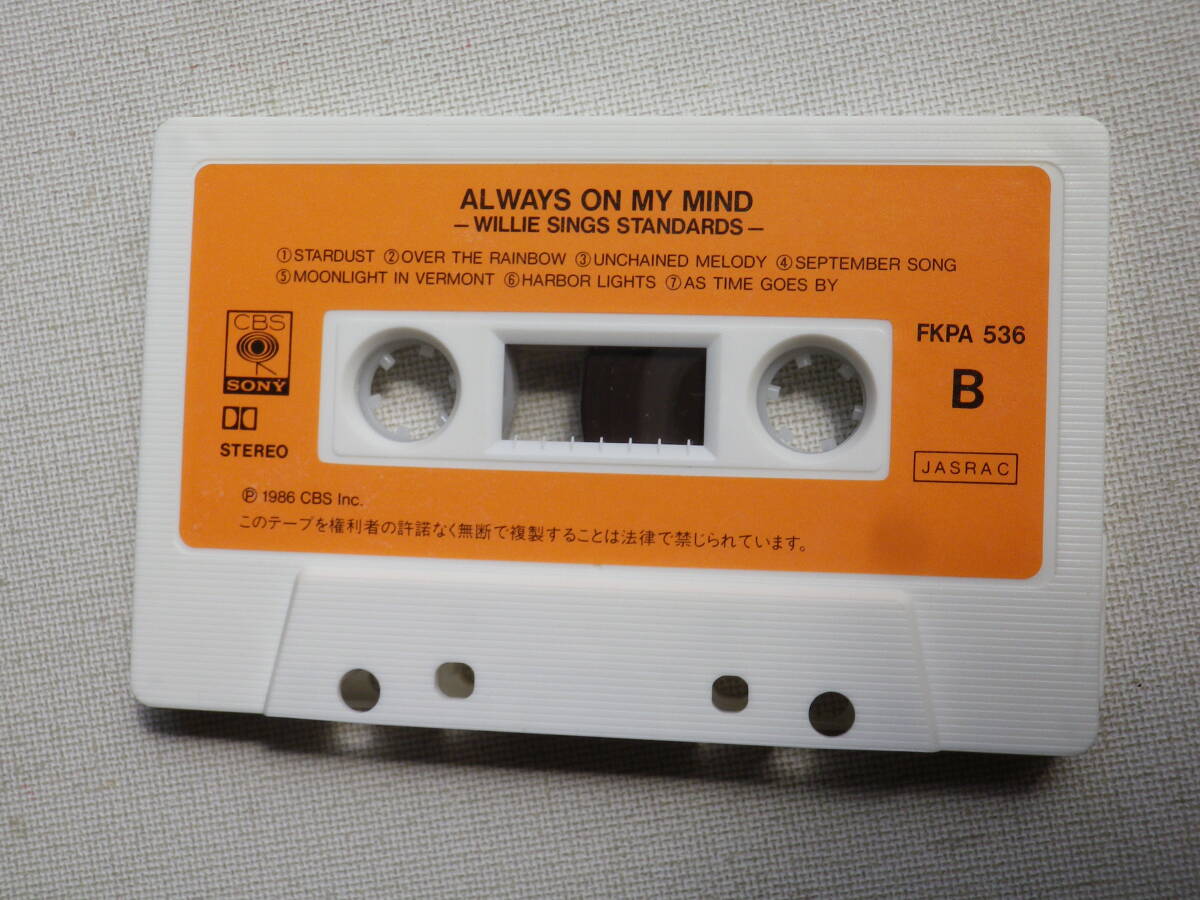 ALWAYS ON MY MIND
–WILLIE SINGS STANDARDS–
①STARDUST ②OVER THE RAINBOW ③UNCHAINED MELODY ④SEPTEMBER SONG
⑤MOONLIGHT IN VERMONT ⑥HARBOR LIGHTS ⑦AS TIME GOES BY
CBS
SONY
STEREO
FKPA 536
B
JASRAC
℗ 1986 CBS Inc.
このテープを権利者の許諾なく無断で複製することは法律で禁じられています。